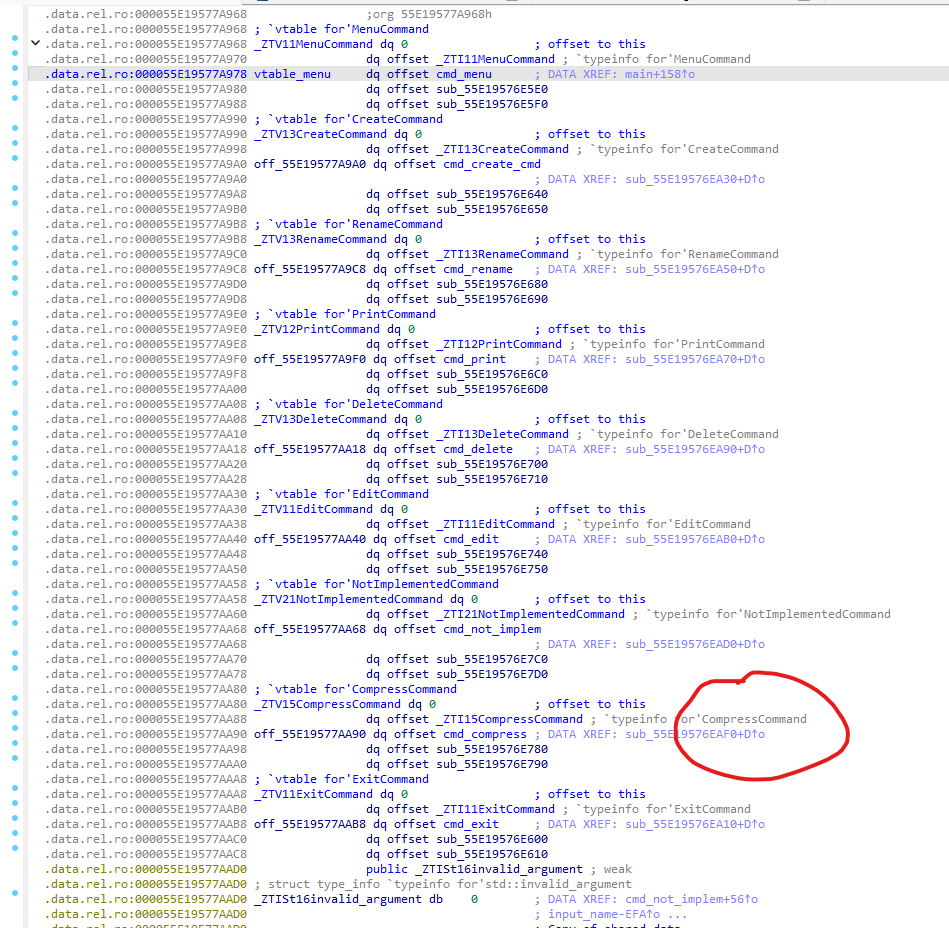 .data.rel.ro:000055E19577A968 ;org 55E19577A968h
.data.rel.ro:000055E19577A968 ; `vtable for'MenuCommand
.data.rel.ro:000055E19577A968 _ZTV11MenuCommand dq 0 ; offset to this
.data.rel.ro:000055E19577A970 dq offset _ZTI11MenuCommand ; `typeinfo for'MenuCommand
.data.rel.ro:000055E19577A978 vtable_menu dq offset cmd_menu ; DATA XREF: main+158↑o
.data.rel.ro:000055E19577A980 dq offset sub_55E19576E5E0
.data.rel.ro:000055E19577A988 dq offset sub_55E19576E5F0
.data.rel.ro:000055E19577A990 ; `vtable for'CreateCommand
.data.rel.ro:000055E19577A990 _ZTV13CreateCommand dq 0 ; offset to this
.data.rel.ro:000055E19577A998 dq offset _ZTI13CreateCommand ; `typeinfo for'CreateCommand
.data.rel.ro:000055E19577A9A0 off_55E19577A9A0 dq offset cmd_create_cmd
.data.rel.ro:000055E19577A9A0 ; DATA XREF: sub_55E19576EA30+D↑o
.data.rel.ro:000055E19577A9A8 dq offset sub_55E19576E640
.data.rel.ro:000055E19577A9B0 dq offset sub_55E19576E650
.data.rel.ro:000055E19577A9B8 ; `vtable for'RenameCommand
.data.rel.ro:000055E19577A9B8 _ZTV13RenameCommand dq 0 ; offset to this
.data.rel.ro:000055E19577A9C0 dq offset _ZTI13RenameCommand ; `typeinfo for'RenameCommand
.data.rel.ro:000055E19577A9C8 off_55E19577A9C8 dq offset cmd_rename ; DATA XREF: sub_55E19576EA50+D↑o
.data.rel.ro:000055E19577A9D0 dq offset sub_55E19576E680
.data.rel.ro:000055E19577A9D8 dq offset sub_55E19576E690
.data.rel.ro:000055E19577A9E0 ; `vtable for'PrintCommand
.data.rel.ro:000055E19577A9E0 _ZTV12PrintCommand dq 0 ; offset to this
.data.rel.ro:000055E19577A9E8 dq offset _ZTI12PrintCommand ; `typeinfo for'PrintCommand
.data.rel.ro:000055E19577A9F0 off_55E19577A9F0 dq offset cmd_print ; DATA XREF: sub_55E19576EA70+D↑o
.data.rel.ro:000055E19577A9F8 dq offset sub_55E19576E6C0
.data.rel.ro:000055E19577AA00 dq offset sub_55E19576E6D0
.data.rel.ro:000055E19577AA08 ; `vtable for'DeleteCommand
.data.rel.ro:000055E19577AA08 _ZTV13DeleteCommand dq 0 ; offset to this
.data.rel.ro:000055E19577AA10 dq offset _ZTI13DeleteCommand ; `typeinfo for'DeleteCommand
.data.rel.ro:000055E19577AA18 off_55E19577AA18 dq offset cmd_delete ; DATA XREF: sub_55E19576EA90+D↑o
.data.rel.ro:000055E19577AA20 dq offset sub_55E19576E700
.data.rel.ro:000055E19577AA28 dq offset sub_55E19576E710
.data.rel.ro:000055E19577AA30 ; `vtable for'EditCommand
.data.rel.ro:000055E19577AA30 _ZTV11EditCommand dq 0 ; offset to this
.data.rel.ro:000055E19577AA38 dq offset _ZTI11EditCommand ; `typeinfo for'EditCommand
.data.rel.ro:000055E19577AA40 off_55E19577AA40 dq offset cmd_edit ; DATA XREF: sub_55E19576EAB0+D↑o
.data.rel.ro:000055E19577AA48 dq offset sub_55E19576E740
.data.rel.ro:000055E19577AA50 dq offset sub_55E19576E750
.data.rel.ro:000055E19577AA58 ; `vtable for'NotImplementedCommand
.data.rel.ro:000055E19577AA58 _ZTV21NotImplementedCommand dq 0 ; offset to this
.data.rel.ro:000055E19577AA60 dq offset _ZTI21NotImplementedCommand ; `typeinfo for'NotImplementedCommand
.data.rel.ro:000055E19577AA68 off_55E19577AA68 dq offset cmd_not_implem
.data.rel.ro:000055E19577AA68 ; DATA XREF: sub_55E19576EAD0+D↑o
.data.rel.ro:000055E19577AA70 dq offset sub_55E19576E7C0
.data.rel.ro:000055E19577AA78 dq offset sub_55E19576E7D0
.data.rel.ro:000055E19577AA80 ; `vtable for'CompressCommand
.data.rel.ro:000055E19577AA80 _ZTV15CompressCommand dq 0 ; offset to this
.data.rel.ro:000055E19577AA88 dq offset _ZTI15CompressCommand ; `typeinfo for'CompressCommand
.data.rel.ro:000055E19577AA90 off_55E19577AA90 dq offset cmd_compress ; DATA XREF: sub_55E19576EAF0+D↑o
.data.rel.ro:000055E19577AA98 dq offset sub_55E19576E780
.data.rel.ro:000055E19577AAA0 dq offset sub_55E19576E790
.data.rel.ro:000055E19577AAA8 ; `vtable for'ExitCommand
.data.rel.ro:000055E19577AAA8 _ZTV11ExitCommand dq 0 ; offset to this
.data.rel.ro:000055E19577AAB0 dq offset _ZTI11ExitCommand ; `typeinfo for'ExitCommand
.data.rel.ro:000055E19577AAB8 off_55E19577AAB8 dq offset cmd_exit ; DATA XREF: sub_55E19576EA10+D↑o
.data.rel.ro:000055E19577AAC0 dq offset sub_55E19576E600
.data.rel.ro:000055E19577AAC8 dq offset sub_55E19576E610
.data.rel.ro:000055E19577AAD0 public _ZTISt16invalid_argument ; weak
.data.rel.ro:000055E19577AAD0 ; struct type_info `typeinfo for'std::invalid_argument
.data.rel.ro:000055E19577AAD0 _ZTISt16invalid_argument db 0 ; DATA XREF: cmd_not_implem+56↑o
.data.rel.ro:000055E19577AAD0 ; input_name-EFA↑o ...
.data.rel.ro:000055E19577AAD0 ; Copy of shared data